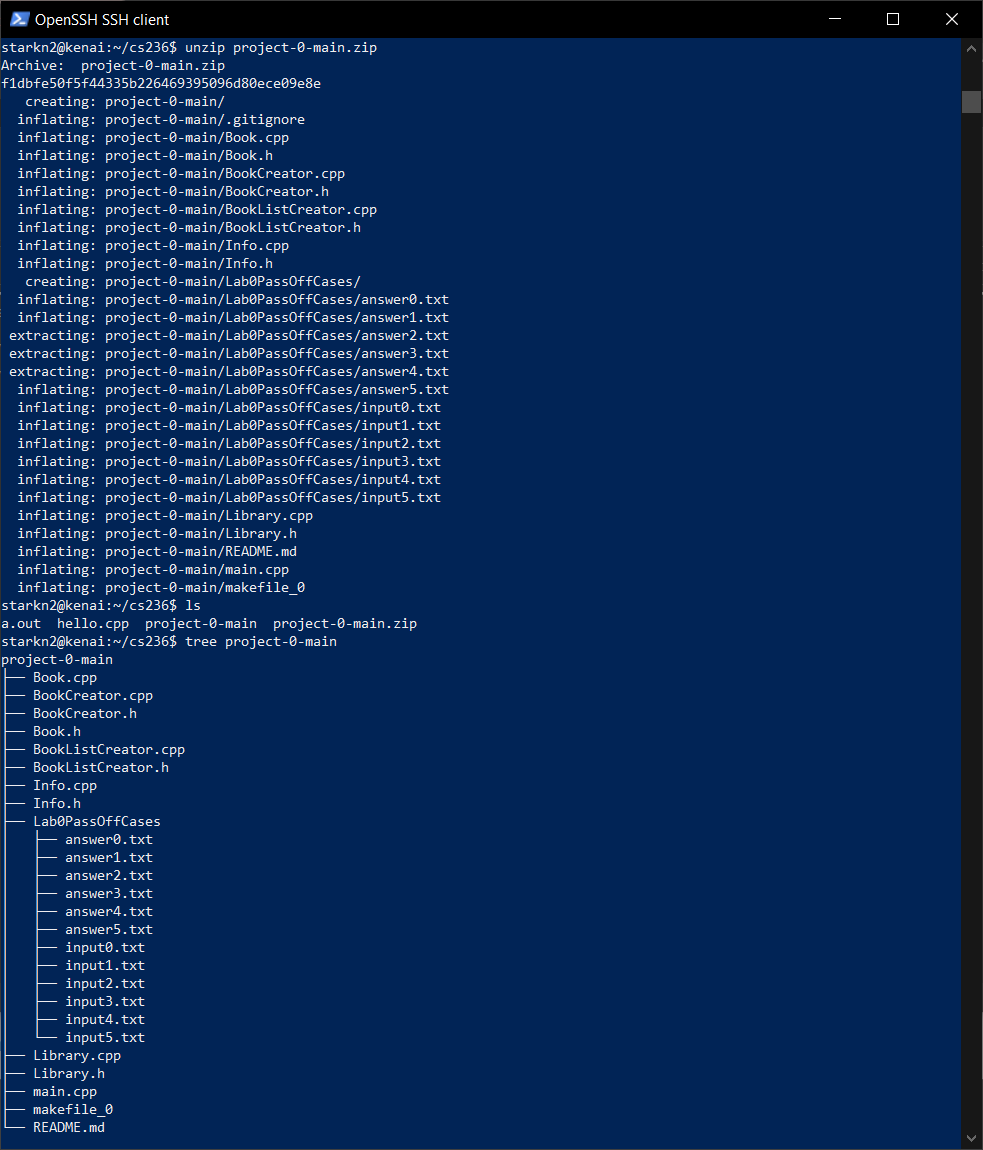 OpenSSH SSH client
starkn2@kenai:~/cs236$ unzip project-0-main.zip
Archive:  project-0-main.zip
f1dbfe50f5f44335b226469395096d80ece09e8e
   creating: project-0-main/
  inflating: project-0-main/.gitignore
  inflating: project-0-main/Book.cpp
  inflating: project-0-main/Book.h
  inflating: project-0-main/BookCreator.cpp
  inflating: project-0-main/BookCreator.h
  inflating: project-0-main/BookListCreator.cpp
  inflating: project-0-main/BookListCreator.h
  inflating: project-0-main/Info.cpp
  inflating: project-0-main/Info.h
   creating: project-0-main/Lab0PassOffCases/
  inflating: project-0-main/Lab0PassOffCases/answer0.txt
  inflating: project-0-main/Lab0PassOffCases/answer1.txt
 extracting: project-0-main/Lab0PassOffCases/answer2.txt
 extracting: project-0-main/Lab0PassOffCases/answer3.txt
 extracting: project-0-main/Lab0PassOffCases/answer4.txt
  inflating: project-0-main/Lab0PassOffCases/answer5.txt
  inflating: project-0-main/Lab0PassOffCases/input0.txt
  inflating: project-0-main/Lab0PassOffCases/input1.txt
  inflating: project-0-main/Lab0PassOffCases/input2.txt
  inflating: project-0-main/Lab0PassOffCases/input3.txt
  inflating: project-0-main/Lab0PassOffCases/input4.txt
  inflating: project-0-main/Lab0PassOffCases/input5.txt
  inflating: project-0-main/Library.cpp
  inflating: project-0-main/Library.h
  inflating: project-0-main/README.md
  inflating: project-0-main/main.cpp
  inflating: project-0-main/makefile_0
starkn2@kenai:~/cs236$ ls
a.out  hello.cpp  project-0-main  project-0-main.zip
starkn2@kenai:~/cs236$ tree project-0-main
project-0-main
├── Book.cpp
├── BookCreator.cpp
├── BookCreator.h
├── Book.h
├── BookListCreator.cpp
├── BookListCreator.h
├── Info.cpp
├── Info.h
├── Lab0PassOffCases
│   ├── answer0.txt
│   ├── answer1.txt
│   ├── answer2.txt
│   ├── answer3.txt
│   ├── answer4.txt
│   ├── answer5.txt
│   ├── input0.txt
│   ├── input1.txt
│   ├── input2.txt
│   ├── input3.txt
│   ├── input4.txt
│   └── input5.txt
├── Library.cpp
├── Library.h
├── main.cpp
├── makefile_0
└── README.md